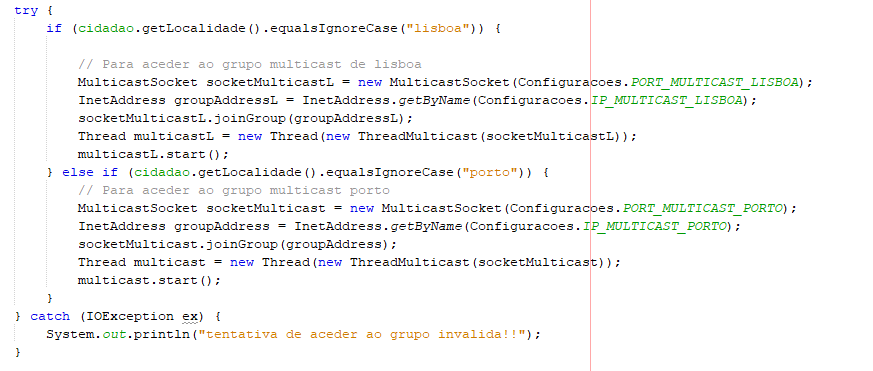 try {
if (cidadao.getLocalidade().equalsIgnoreCase("lisboa")) {
// Para aceder ao grupo multicast de lisboa
MulticastSocket socketMulticastL = new MulticastSocket(Configuracoes.PORT_MULTICAST_LISBOA);
InetAddress groupAddressL = InetAddress.getByName(Configuracoes.IP_MULTICAST_LISBOA);
socketMulticastL.joinGroup(groupAddressL);
Thread multicastL = new Thread(new ThreadMulticast(socketMulticastL));
multicastL.start();
} else if (cidadao.getLocalidade().equalsIgnoreCase("porto")) {
// Para aceder ao grupo multicast porto
MulticastSocket socketMulticast = new MulticastSocket(Configuracoes.PORT_MULTICAST_PORTO);
InetAddress groupAddress = InetAddress.getByName(Configuracoes.IP_MULTICAST_PORTO);
socketMulticast.joinGroup(groupAddress);
Thread multicast = new Thread(new ThreadMulticast(socketMulticast));
multicast.start();
}
} catch (IOException ex) {
System.out.println("tentativa de aceder ao grupo invalida!!");
}